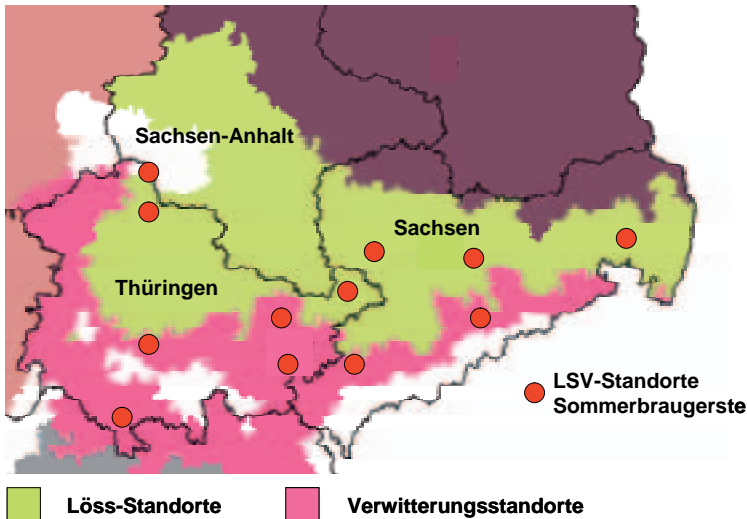 Sachsen-Anhalt
Sachsen
Thüringen
LSV-Standorte
Sommerbraugerste
Löss-Standorte
Verwitterungsstandorte